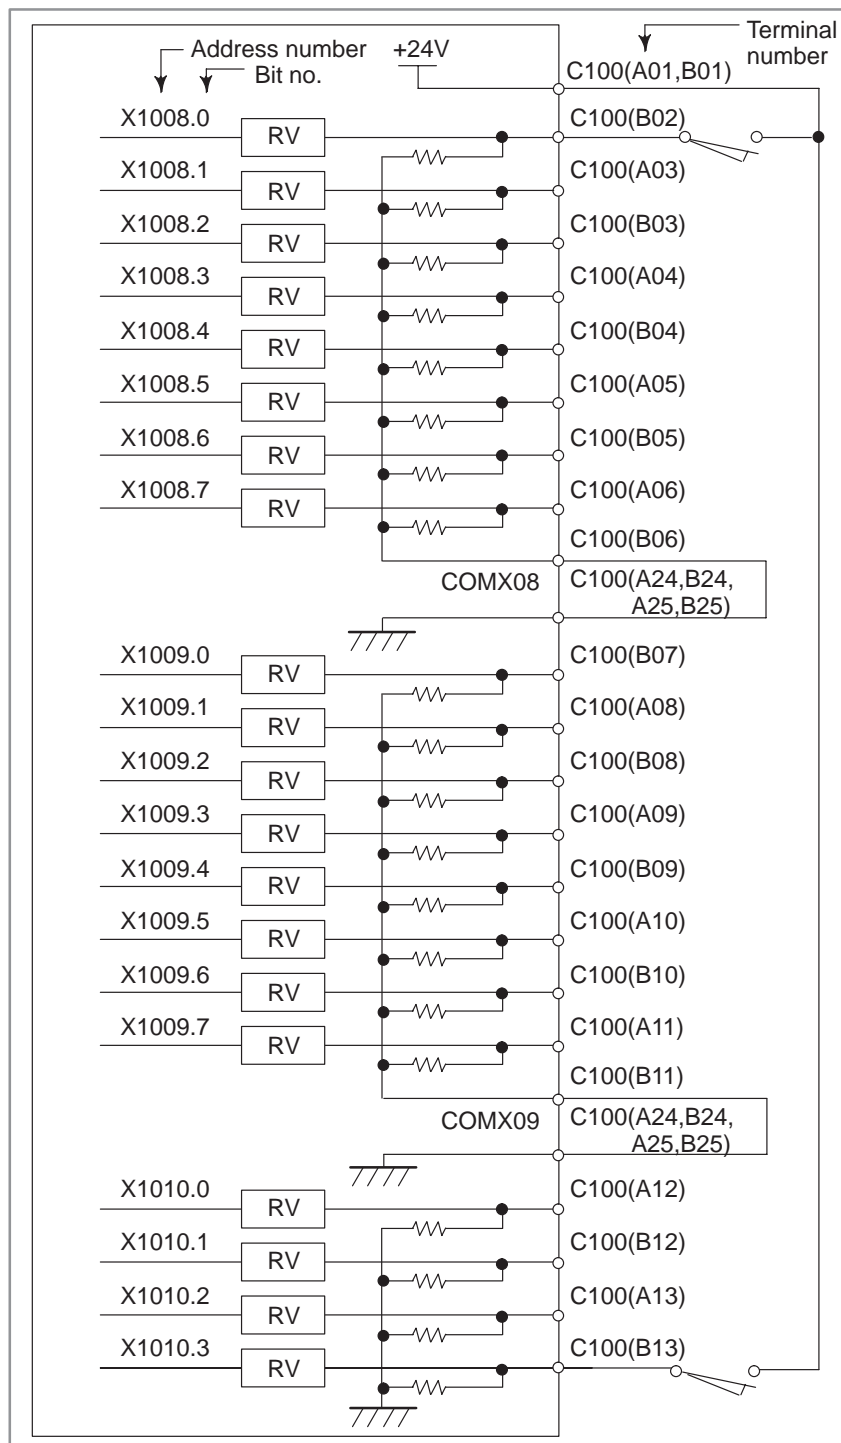 Address number
Bit no.
+24V
Terminal
number
C100(A01,B01)
X1008.0
RV
C100(B02)
X1008.1
RV
C100(A03)
X1008.2
RV
C100(B03)
X1008.3
RV
C100(A04)
X1008.4
RV
C100(B04)
X1008.5
RV
C100(A05)
X1008.6
RV
C100(B05)
X1008.7
RV
C100(A06)
C100(B06)
COMX08
C100(A24,B24,
A25,B25)
X1009.0
RV
C100(B07)
X1009.1
RV
C100(A08)
X1009.2
RV
C100(B08)
X1009.3
RV
C100(A09)
X1009.4
RV
C100(B09)
X1009.5
RV
C100(A10)
X1009.6
RV
C100(B10)
X1009.7
RV
C100(A11)
C100(B11)
COMX09
C100(A24,B24,
A25,B25)
X1010.0
RV
C100(A12)
X1010.1
RV
C100(B12)
X1010.2
RV
C100(A13)
X1010.3
RV
C100(B13)